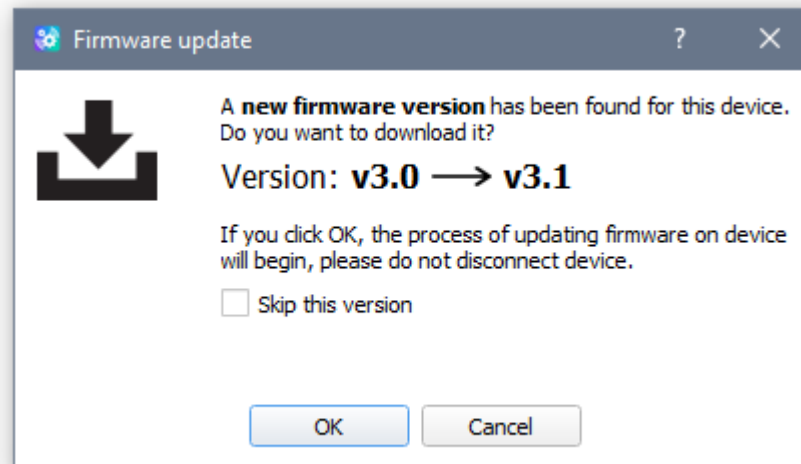 Firmware update
?
A new firmware version has been found for this device.
Do you want to download it?
Version: v3.0 ⟶ v3.1
If you click OK, the process of updating firmware on device
will begin, please do not disconnect device.
Skip this version
OK
Cancel